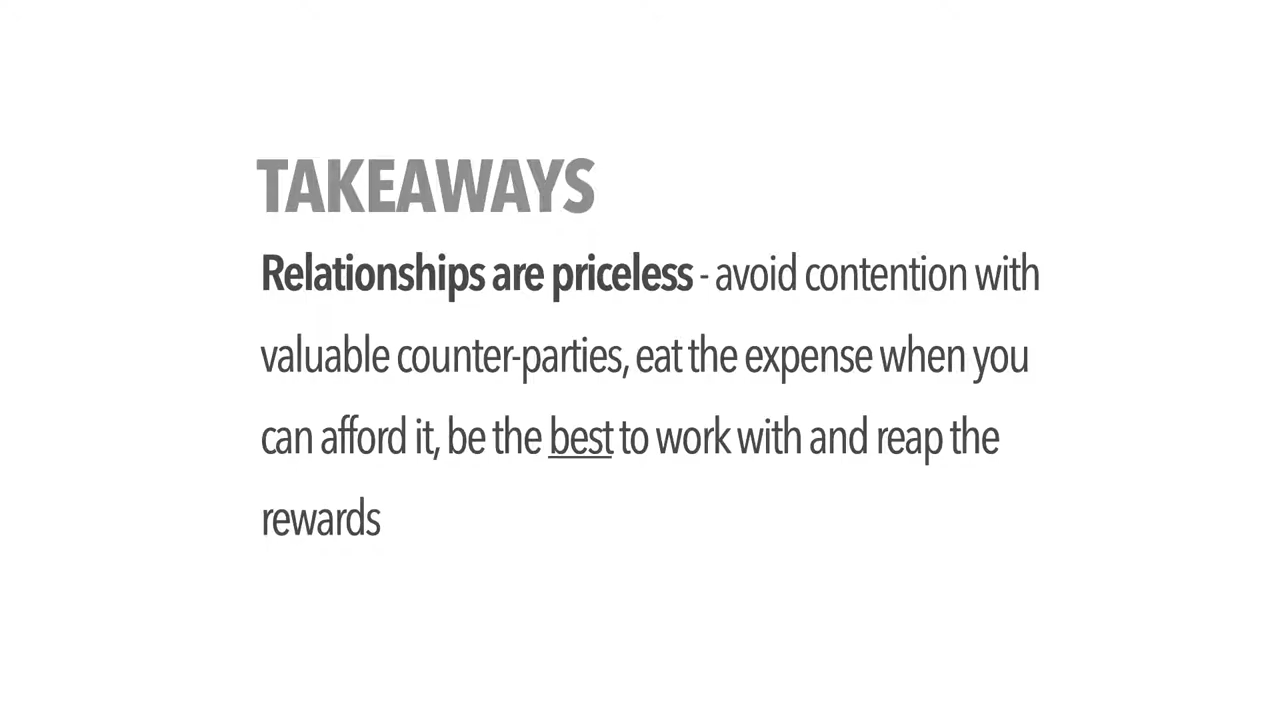 TAKEAWAYS
Relationships are priceless - avoid contention with
valuable counter-parties, eat the expense when you
can afford it, be the best to work with and reap the
rewards